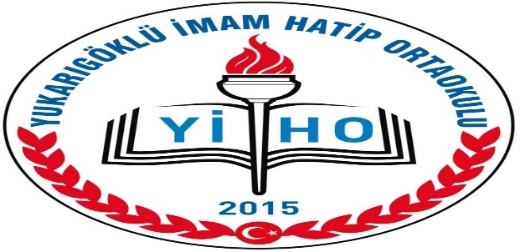 YUKARIGÖKLÜ İMAM HATİP ORTAOKULU
Yİ HO
2015